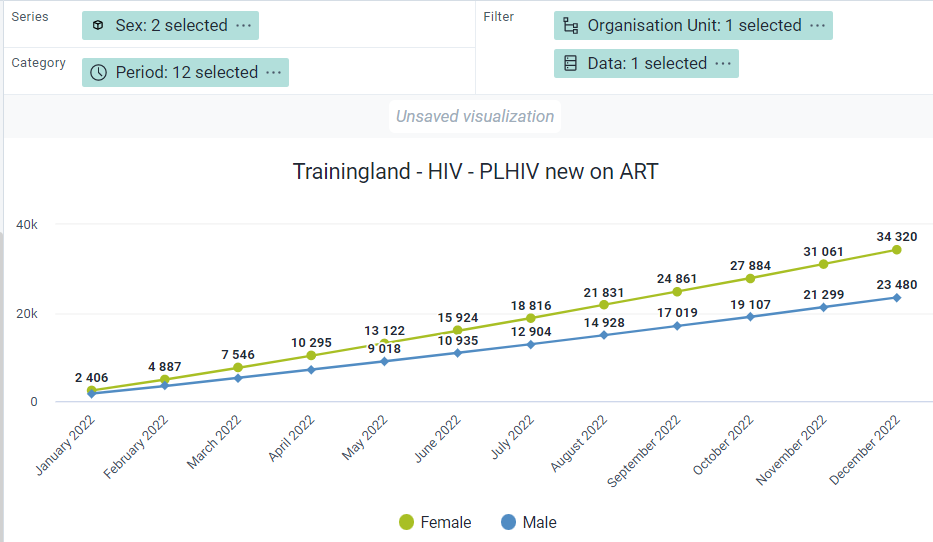 Series
Sex: 2 selected ···
Filter
Organisation Unit: 1 selected ···
Category
Period: 12 selected ···
Data: 1 selected ···
Unsaved visualization
Trainingland - HIV - PLHIV new on ART
40k
20k
0
2 406
4 887
7 546
10 295
13 122
15 924
18 816
21 831
24 861
27 884
31 061
34 320
9 018
10 935
12 904
14 928
17 019
19 107
21 299
23 480
January 2022
February 2022
March 2022
April 2022
May 2022
June 2022
July 2022
August 2022
September 2022
October 2022
November 2022
December 2022
Female
Male